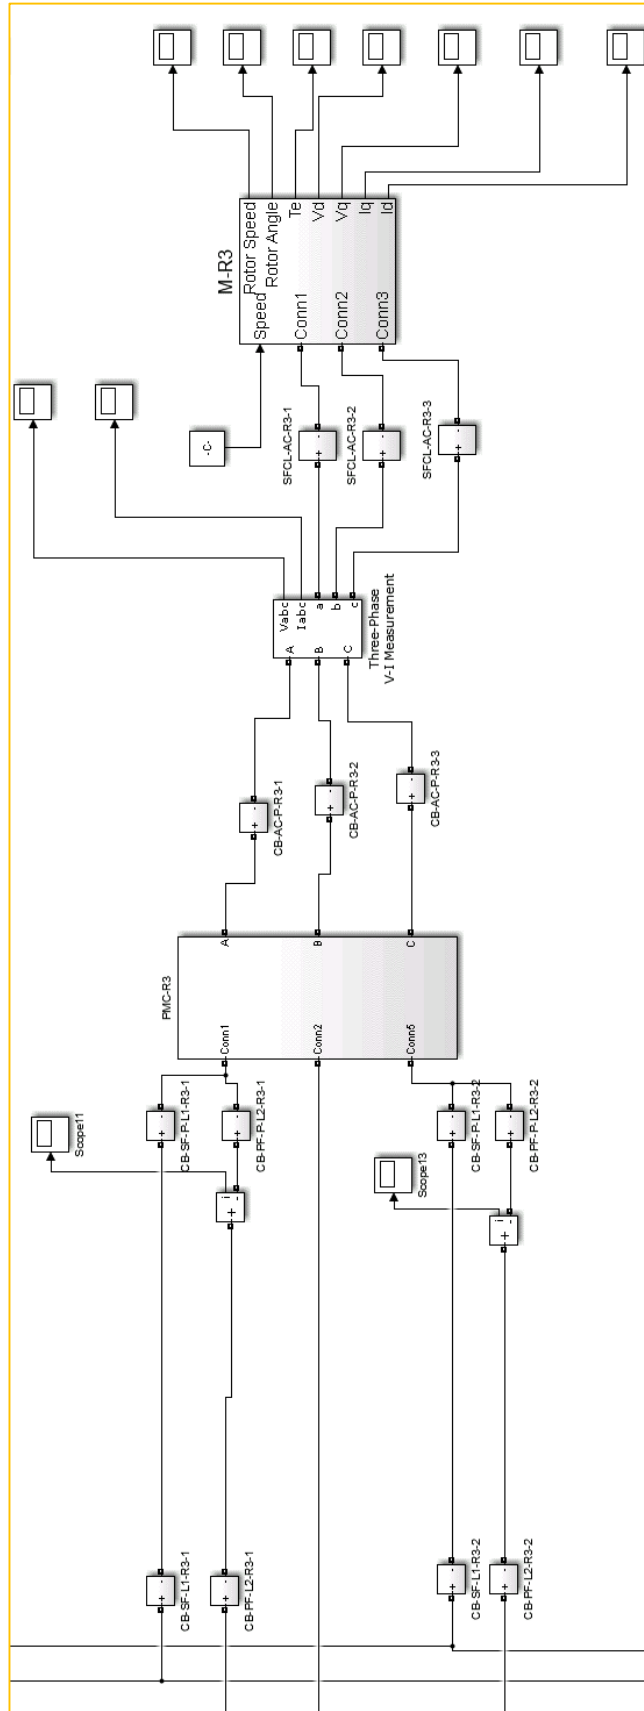 M-R3
Rotor Speed
Rotor Angle
Te
Vd
Vq
Iq
Id
Speed
Conn1
Conn2
Conn3
-C-
SFCL-AC-R3-1
SFCL-AC-R3-2
SFCL-AC-R3-3
+ -
+ -
+ -
Vabc
Iabc
a
b
c
A
B
C
Three-Phase
V-I Measurement
CB-AC-P-R3-1
CB-AC-P-R3-2
CB-AC-P-R3-3
+ -
+ -
+ -
PMC-R3
A
B
C
Conn1
Conn2
Conn5
CB-SF-P-L1-R3-1
CB-PF-P-L2-R3-1
CB-SF-P-L1-R3-2
CB-PF-P-L2-R3-2
+ -
+ -
+ -
+ -
Scope11
Scope13
+ i -
+ i -
CB-SF-L1-R3-1
CB-PF-L2-R3-1
CB-SF-L1-R3-2
CB-PF-L2-R3-2
+ -
+ -
+ -
+ -